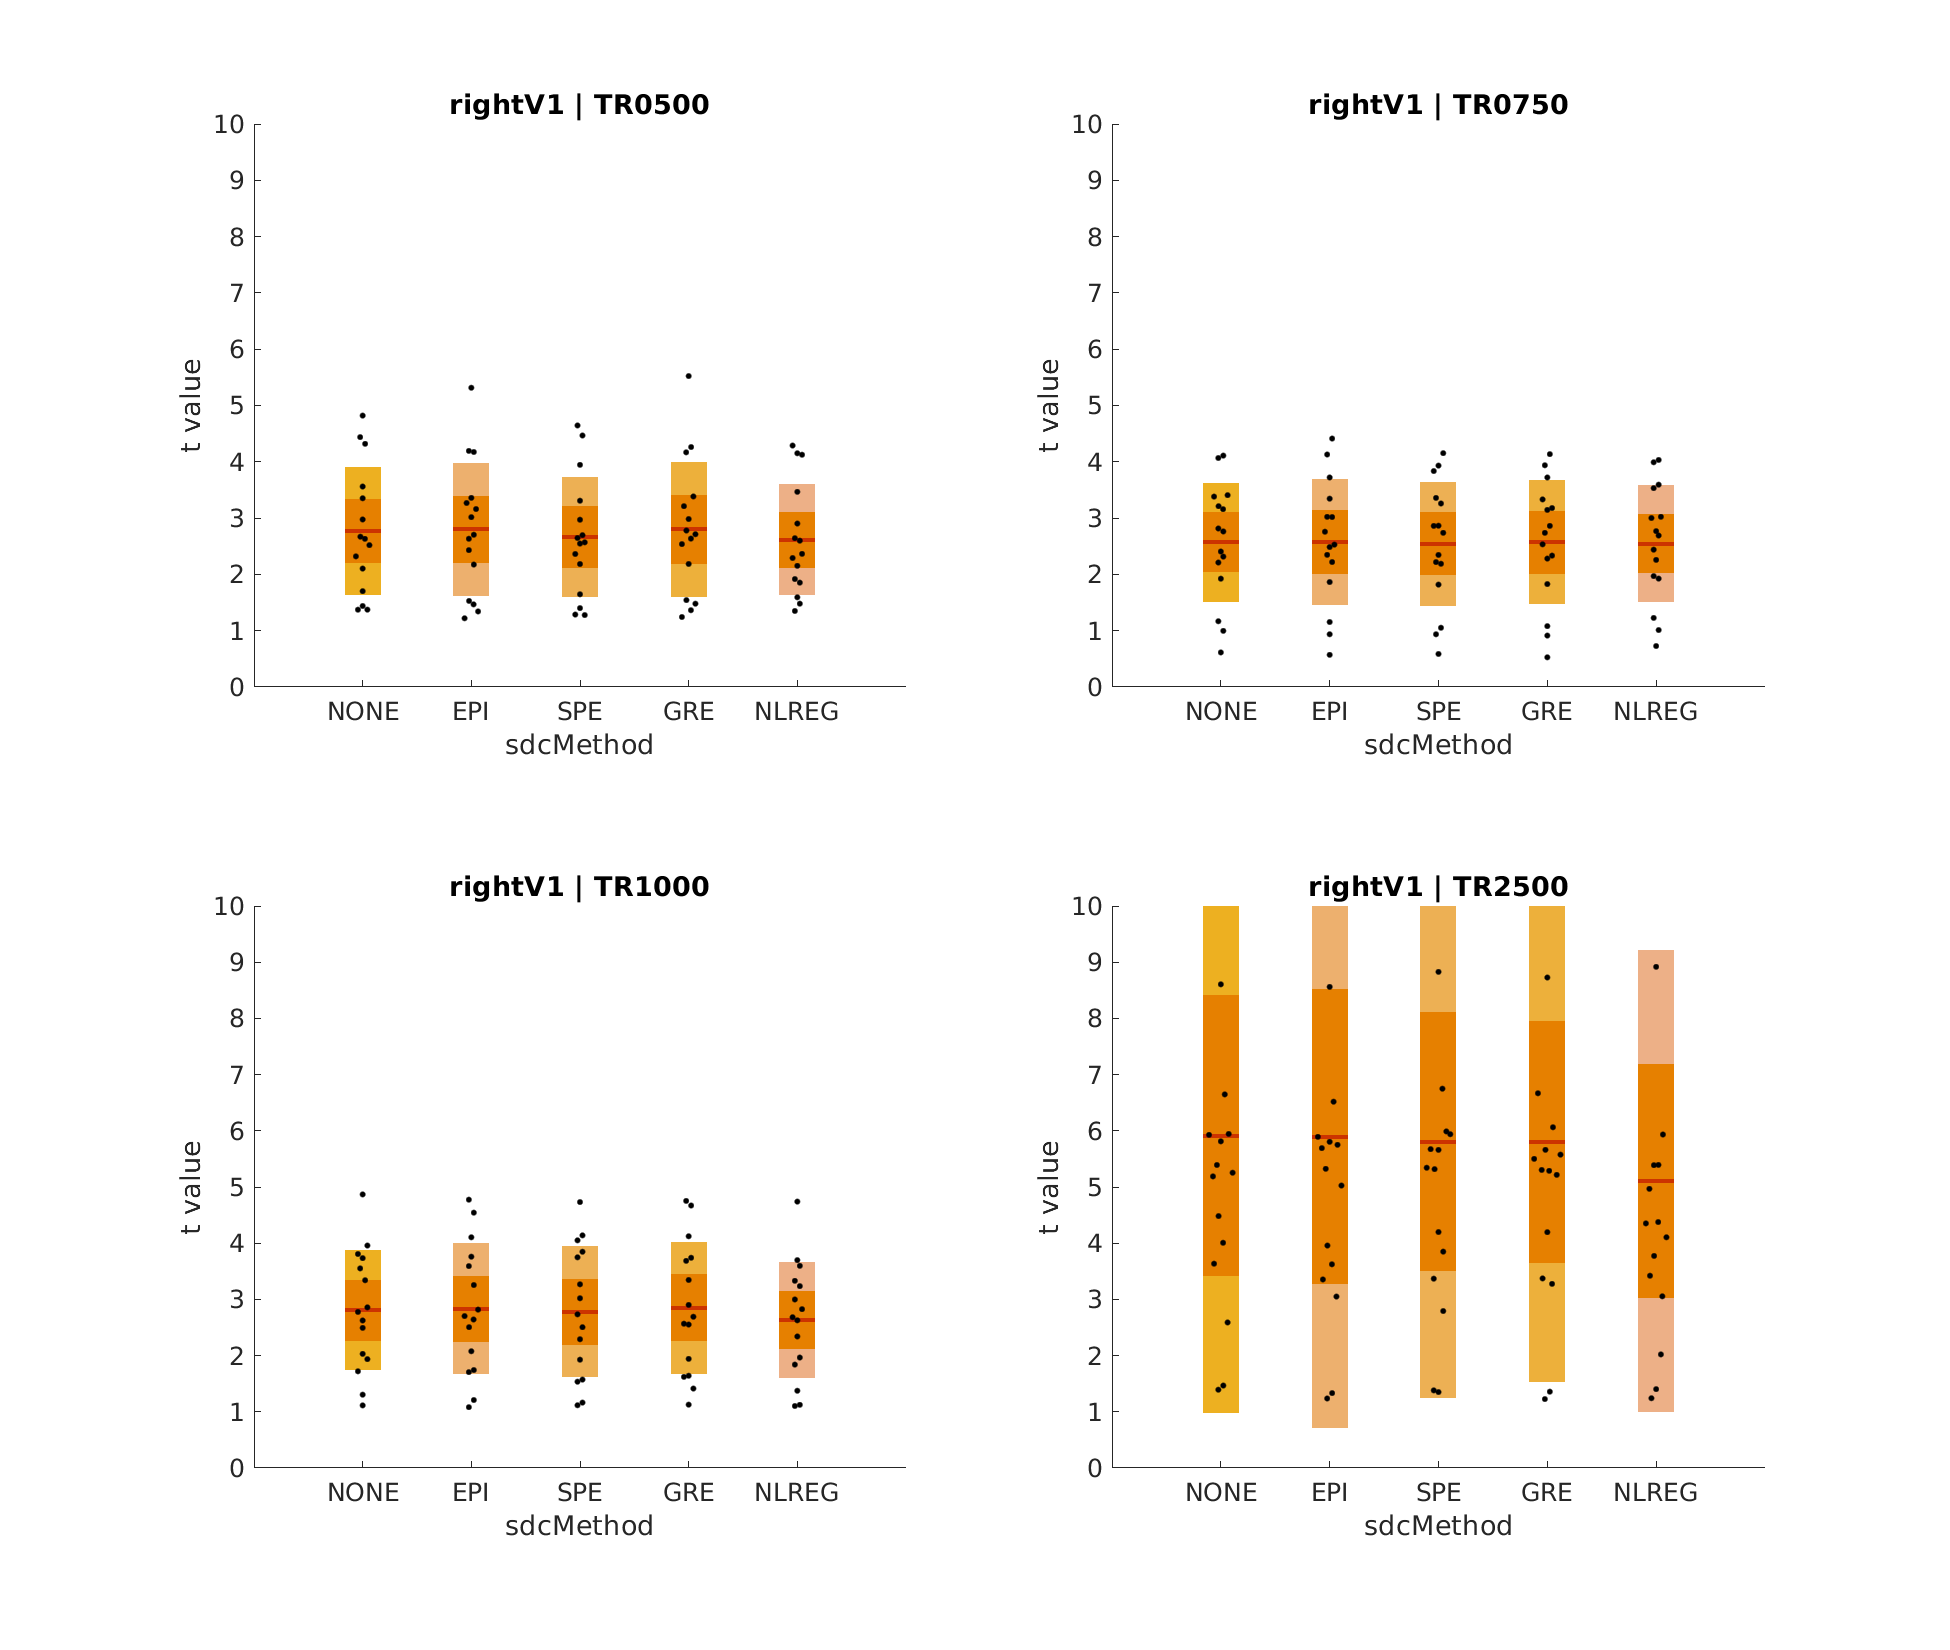 rightV1 | TR0500
10
9
8
7
6
5
4
3
2
1
0
t value
NONE EPI SPE GRE NLREG
sdcMethod
rightV1 | TR0750
10
9
8
7
6
5
4
3
2
1
0
t value
NONE EPI SPE GRE NLREG
sdcMethod
rightV1 | TR1000
10
9
8
7
6
5
4
3
2
1
0
t value
NONE EPI SPE GRE NLREG
sdcMethod
rightV1 | TR2500
10
9
8
7
6
5
4
3
2
1
0
t value
NONE EPI SPE GRE NLREG
sdcMethod